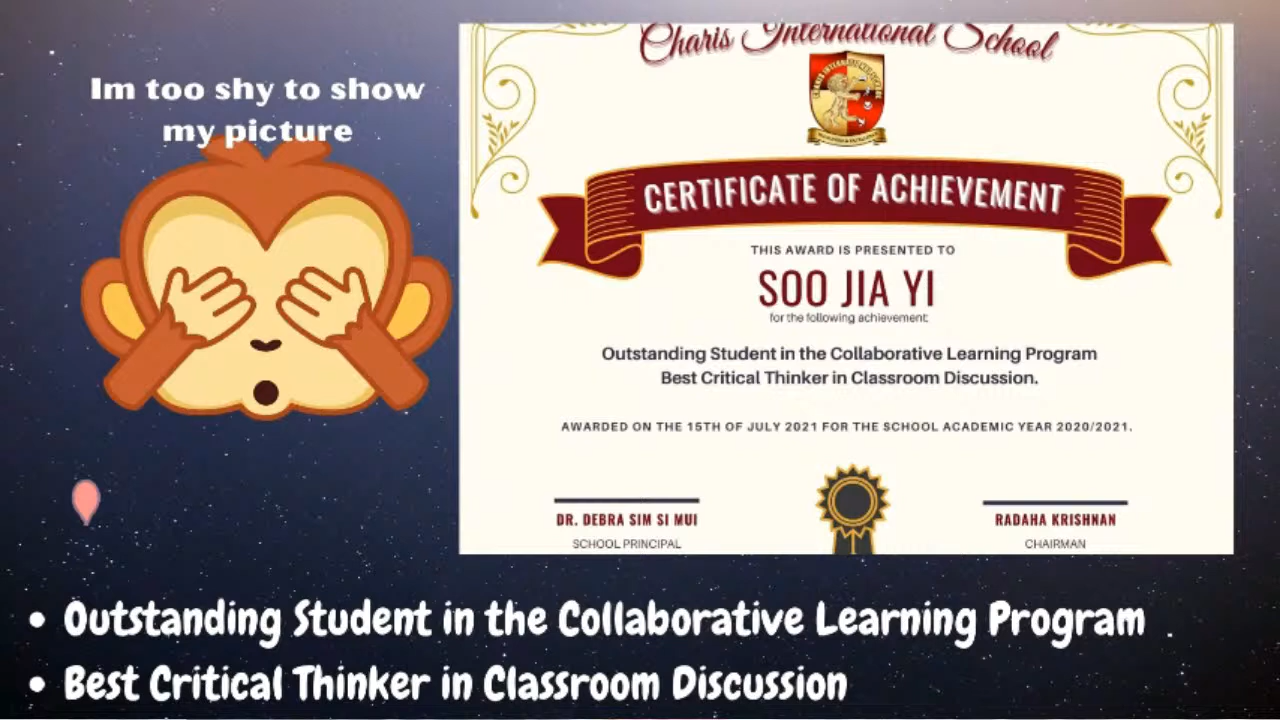 Im too shy to show
my picture
Charis International School
CERTIFICATE OF ACHIEVEMENT
THIS AWARD IS PRESENTED TO
SOO JIA YI
for the following achievement:
Outstanding Student in the Collaborative Learning Program
Best Critical Thinker in Classroom Discussion.
AWARDED ON THE 15TH OF JULY 2021 FOR THE SCHOOL ACADEMIC YEAR 2020/2021.
DR. DEBRA SIM SI MUI
SCHOOL PRINCIPAL
RADAHA KRISHNAN
CHAIRMAN
• Outstanding Student in the Collaborative Learning Program .
• Best Critical Thinker in Classroom Discussion